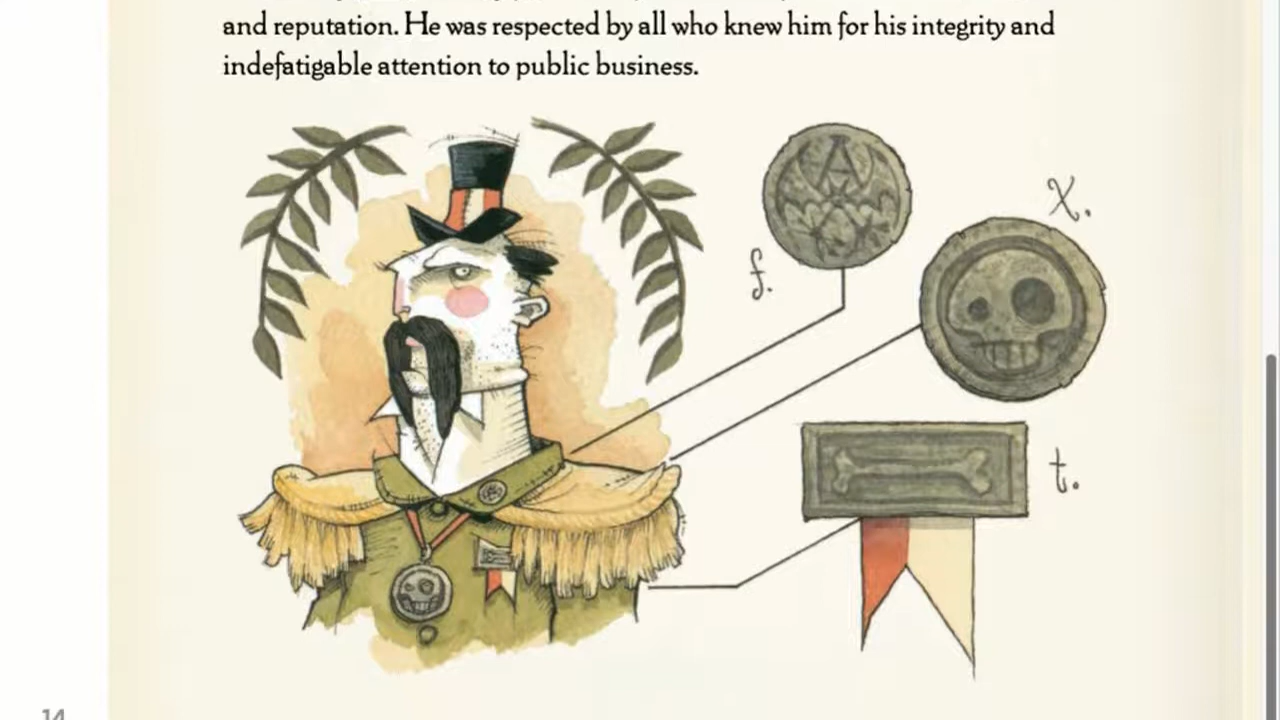 and reputation. He was respected by all who knew him for his integrity and
indefatigable attention to public business.
X.
A
f.
t.
14